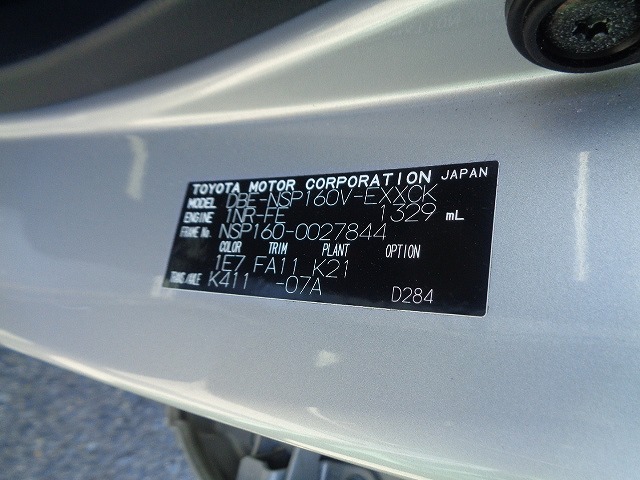 TOYOTA MOTOR CORPORATION JAPAN
MODEL DBE-NSP160V-EXXCK
ENGINE 1NR-FE 1329 mL
FRAME No. NSP160-0027844
COLOR TRIM PLANT OPTION
1E7 FA11 K21
TRANS/AXLE K411 -07A
D284